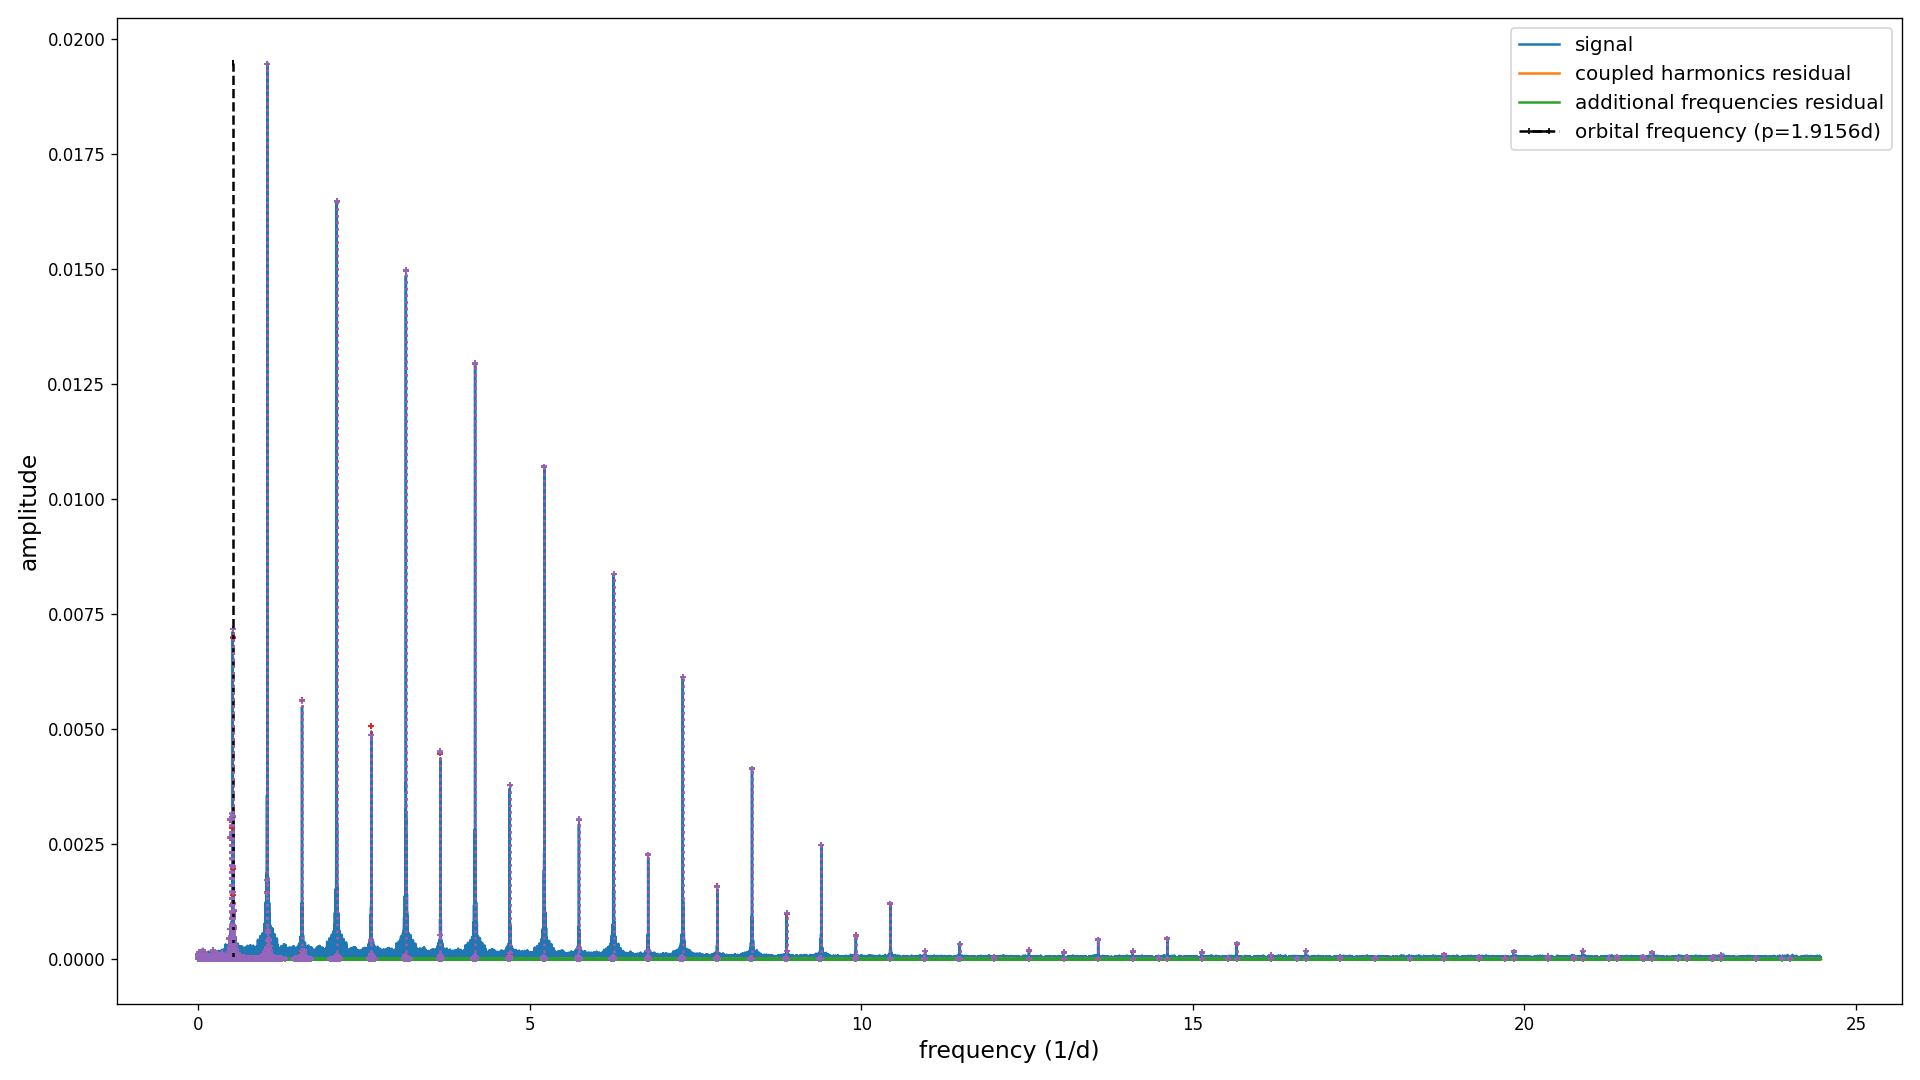 signal
coupled harmonics residual
additional frequencies residual
orbital frequency (p=1.9156d)
0.0200
0.0175
0.0150
0.0125
0.0100
0.0075
0.0050
0.0025
0.0000
amplitude
0 5 10 15 20 25
frequency (1/d)